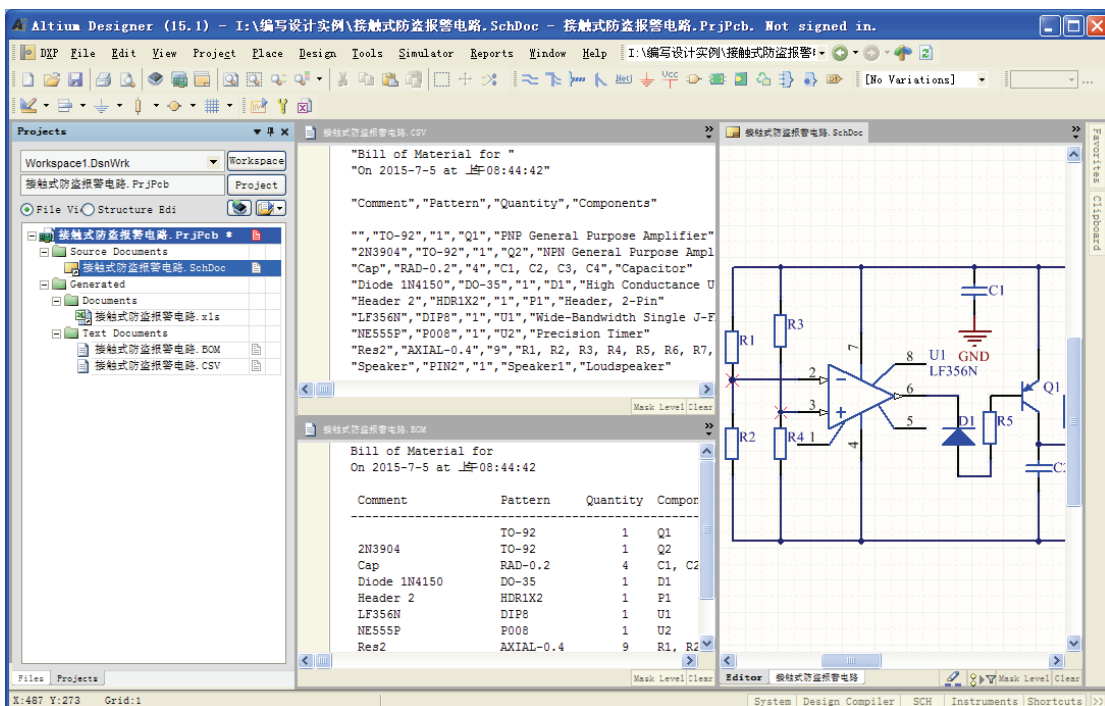 Altium Designer (15.1) - I:\编写设计实例\接触式防盗报警电路.SchDoc - 接触式防盗报警电路.PrjPcb. Not signed in.
DXP File Edit View Project Place Design Tools Simulator Reports Window Help I:\编写设计实例\接触式防盗报警!
Net1 VCC [No Variations] ...
Projects
Workspace1.DsnWrk Workspace
接触式防盗报警电路.PrjPcb Project
File Vi Structure Edi
接触式防盗报警电路.PrjPcb *
Source Documents
接触式防盗报警电路.SchDoc
Generated
Documents
接触式防盗报警电路.xls
Text Documents
接触式防盗报警电路.BOM
接触式防盗报警电路.CSV
Files Projects
接触式防盗报警电路.CSV
"Bill of Material for "
"On 2015-7-5 at 上午08:44:42"
"Comment","Pattern","Quantity","Components"
"","TO-92","1","Q1","PNP General Purpose Amplifier"
"2N3904","TO-92","1","Q2","NPN General Purpose Ampl
"Cap","RAD-0.2","4","C1, C2, C3, C4","Capacitor"
"Diode 1N4150","DO-35","1","D1","High Conductance U
"Header 2","HDR1X2","1","P1","Header, 2-Pin"
"LF356N","DIP8","1","U1","Wide-Bandwidth Single J-F
"NE555P","P008","1","U2","Precision Timer"
"Res2","AXIAL-0.4","9","R1, R2, R3, R4, R5, R6, R7,
"Speaker","PIN2","1","Speaker1","Loudspeaker"
Mask Level Clear
接触式防盗报警电路.BOM
Bill of Material for
On 2015-7-5 at 上午08:44:42
Comment Pattern Quantity Compon
TO-92 1 Q1
2N3904 TO-92 1 Q2
Cap RAD-0.2 4 C1, C2
Diode 1N4150 DO-35 1 D1
Header 2 HDR1X2 1 P1
LF356N DIP8 1 U1
NE555P P008 1 U2
Res2 AXIAL-0.4 9 R1, R2
Mask Level Clear
接触式防盗报警电路.SchDoc
C1
R3
R1
GND
7
8
U1
LF356N
2
6
Q1
3
D1
R5
R2
R4
1
4
5
C2
Editor 接触式防盗报警电路 Mask Level Clear
Favorites
Clipboard
X:487 Y:273 Grid:1 System Design Compiler SCH Instruments Shortcuts >>